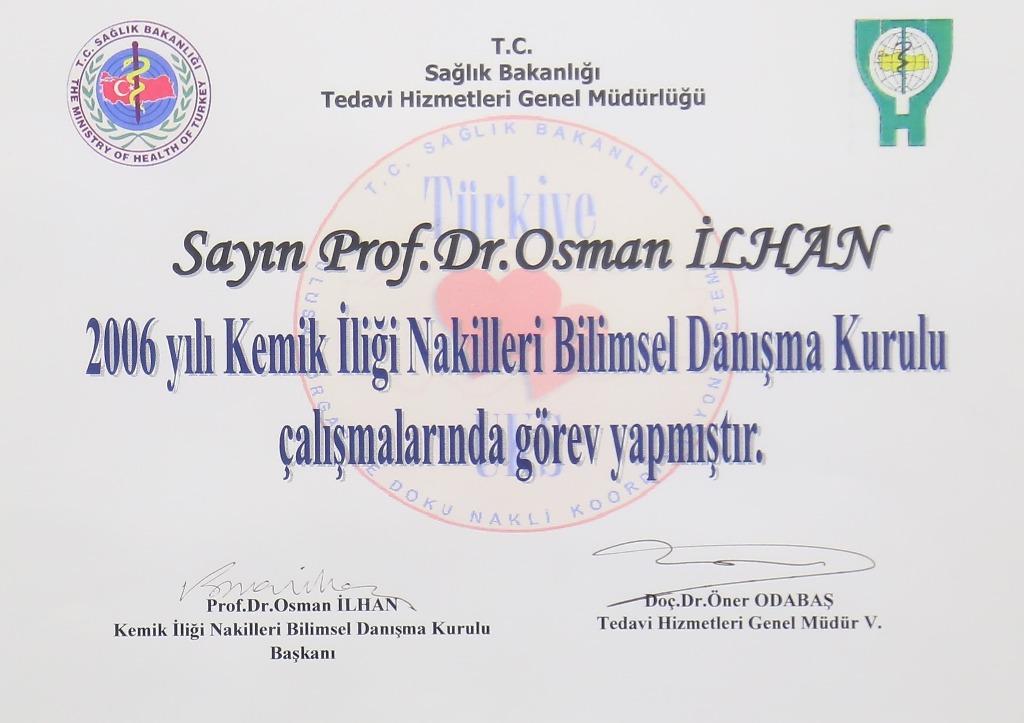 T.C. SAĞLIK BAKANLIĞI
THE MINISTRY OF HEALTH OF TURKEY
T.C.
Sağlık Bakanlığı
Tedavi Hizmetleri Genel Müdürlüğü
T.C. SAĞLIK BAKANLIĞI
Türkiye
Sayın Prof.Dr.Osman İLHAN
2006 yılı Kemik İliği Nakilleri Bilimsel Danışma Kurulu
çalışmalarında görev yapmıştır.
DOKU NAKLİ
Prof.Dr.Osman İLHAN
Kemik İliği Nakilleri Bilimsel Danışma Kurulu
Başkanı
Doç.Dr.Öner ODABAŞ
Tedavi Hizmetleri Genel Müdür V.